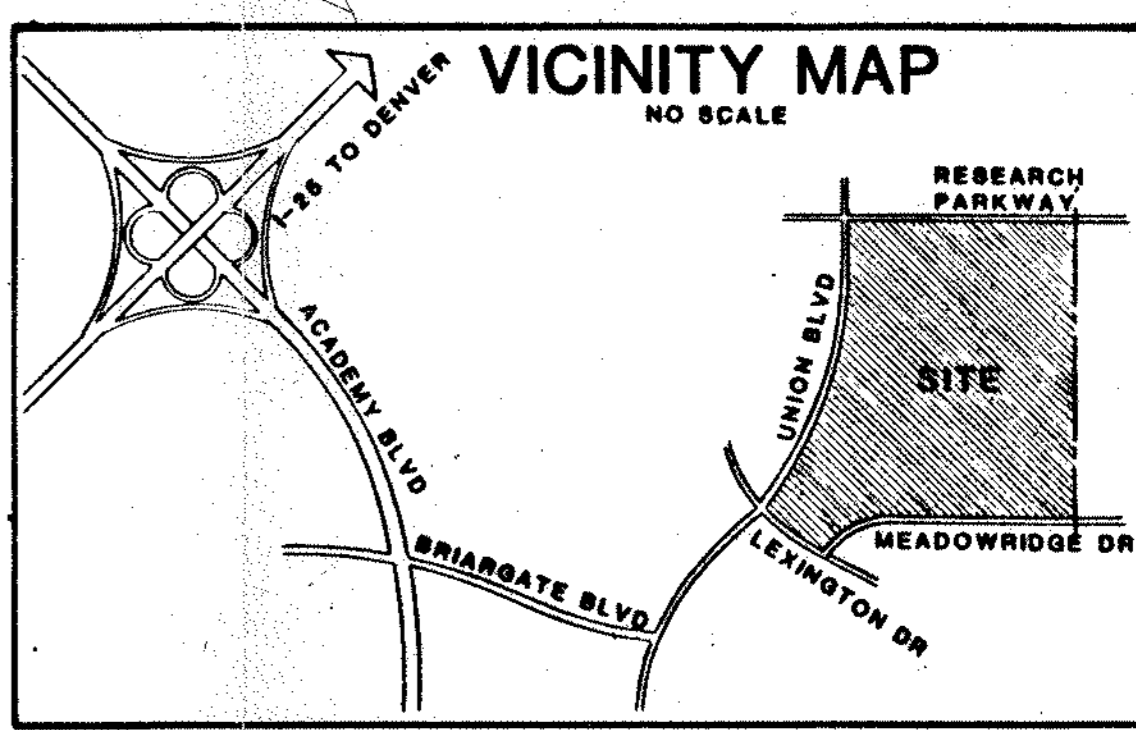 VICINITY MAP
NO SCALE
I-25 TO DENVER
RESEARCH
PARKWAY
ACADEMY BLVD
UNION BLVD
SITE
BRIARGATE BLVD
LEXINGTON DR
MEADOWRIDGE DR